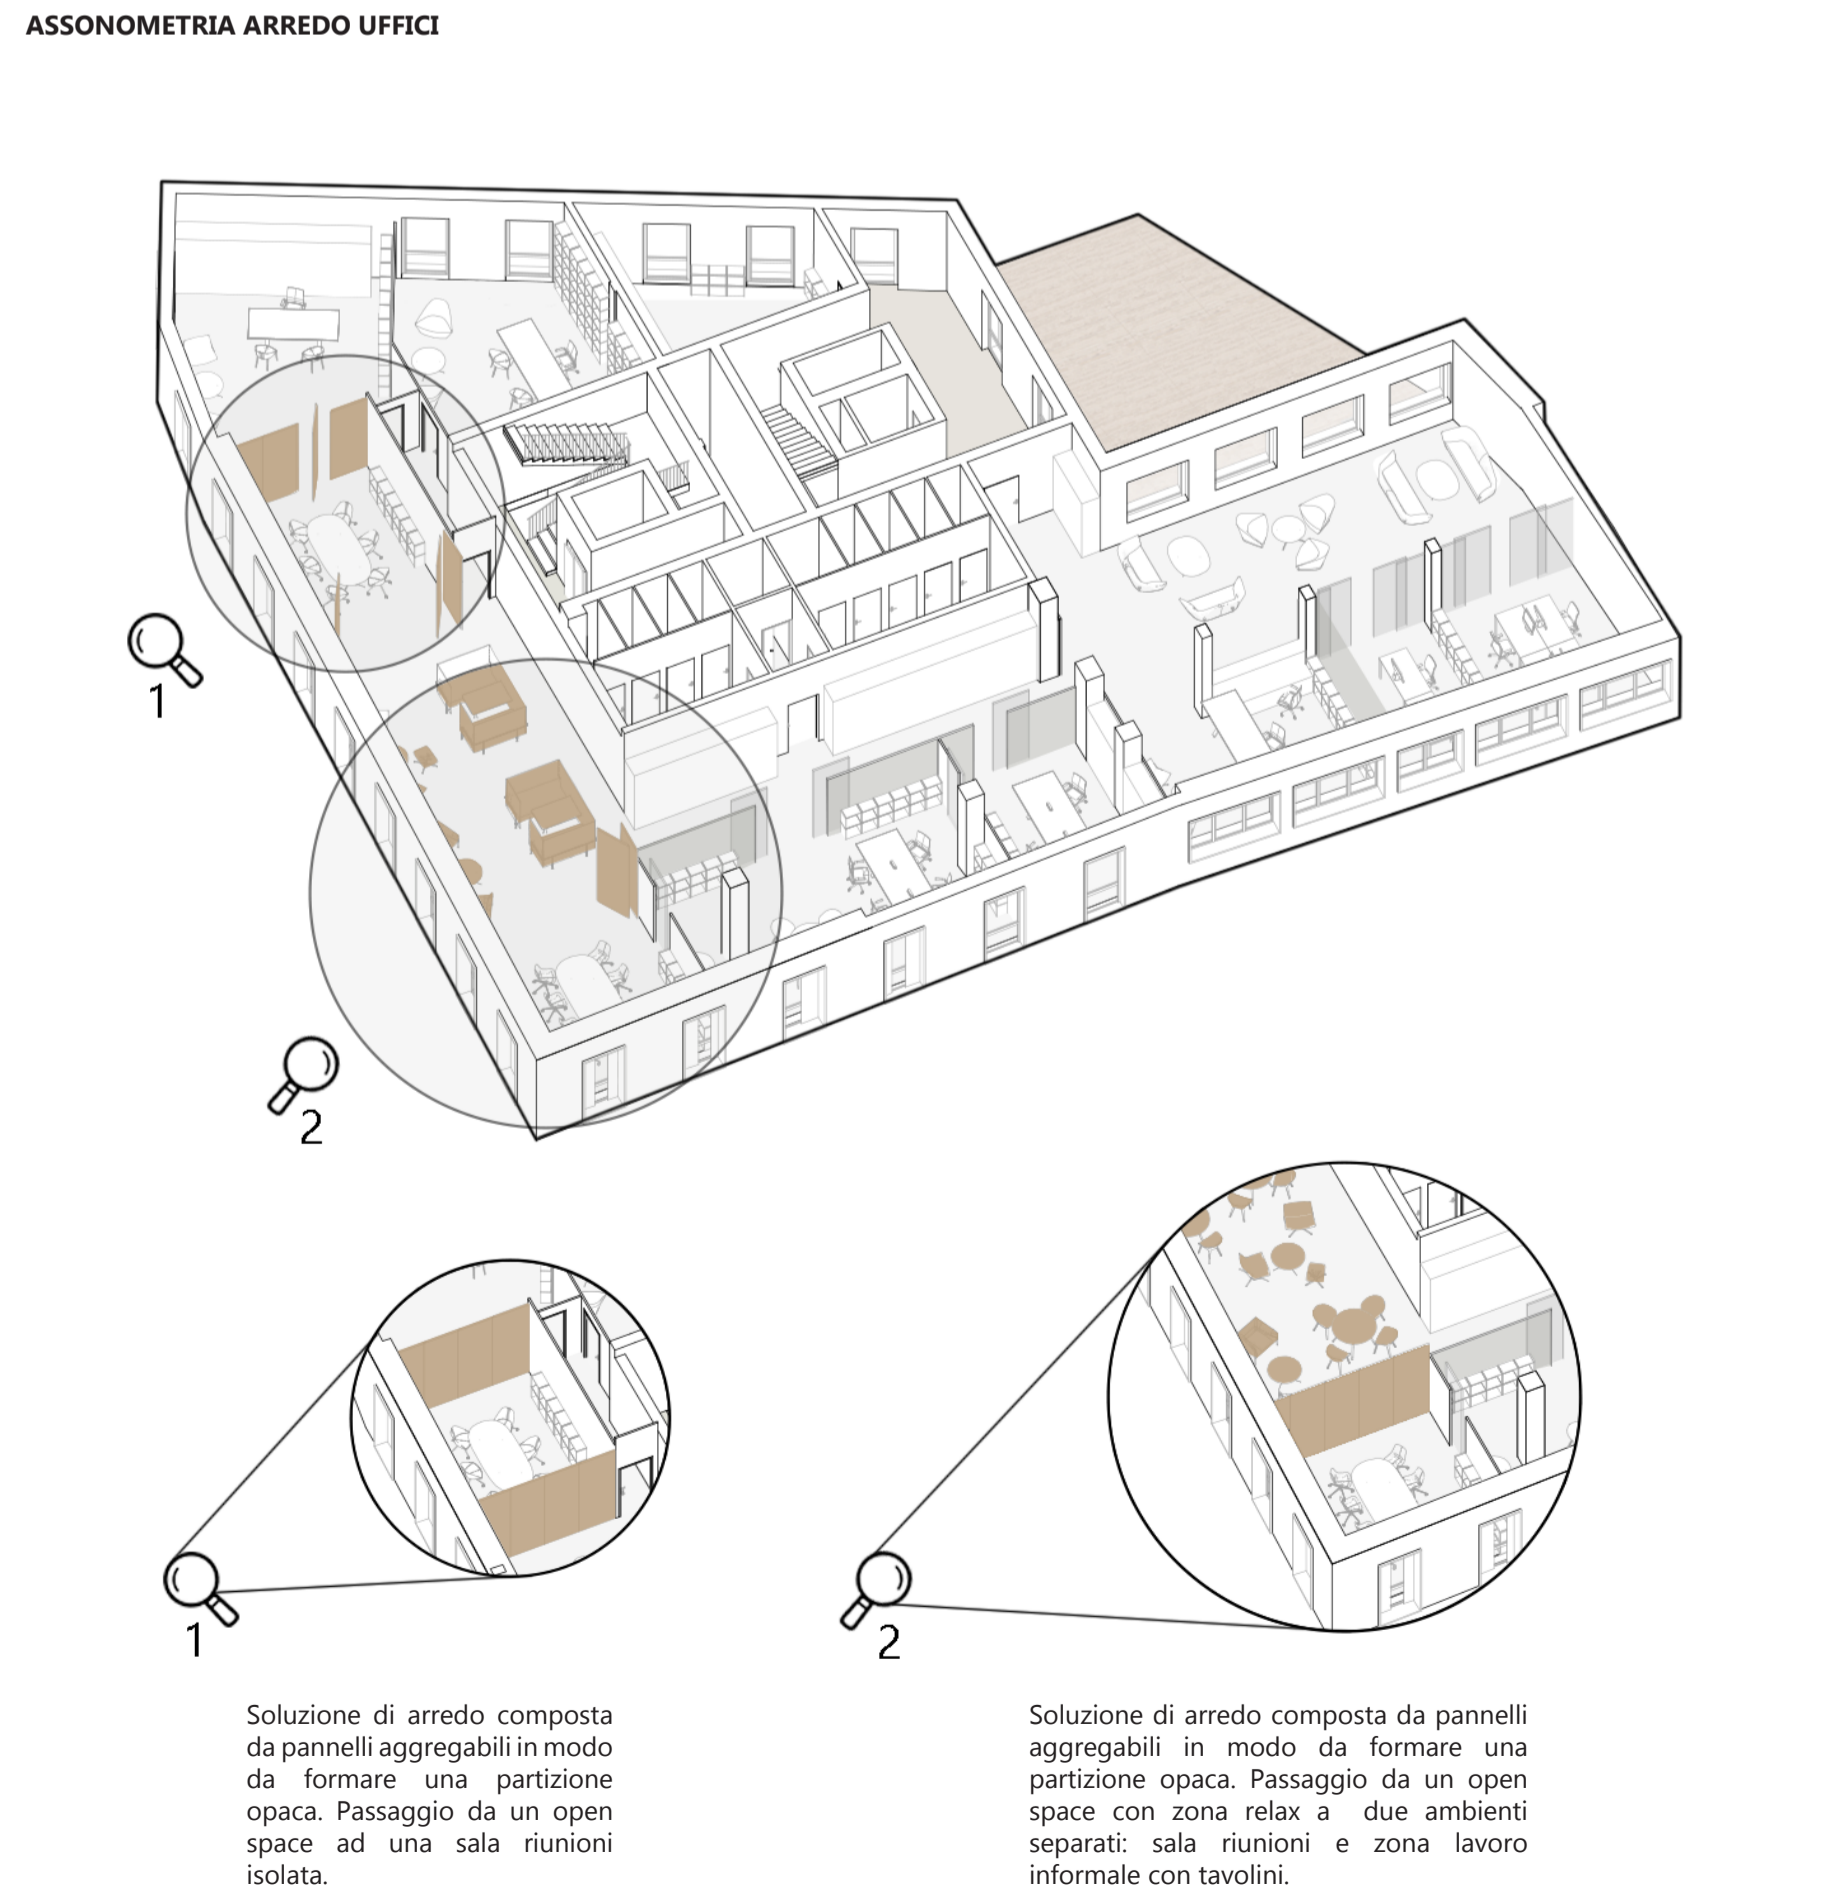 ASSONOMETRIA ARREDO UFFICI
1
2
1
2
Soluzione di arredo composta
da pannelli aggregabili in modo
da formare una partizione
opaca. Passaggio da un open
space ad una sala riunioni
isolata.
Soluzione di arredo composta da pannelli
aggregabili in modo da formare una
partizione opaca. Passaggio da un open
space con zona relax a due ambienti
separati: sala riunioni e zona lavoro
informale con tavolini.